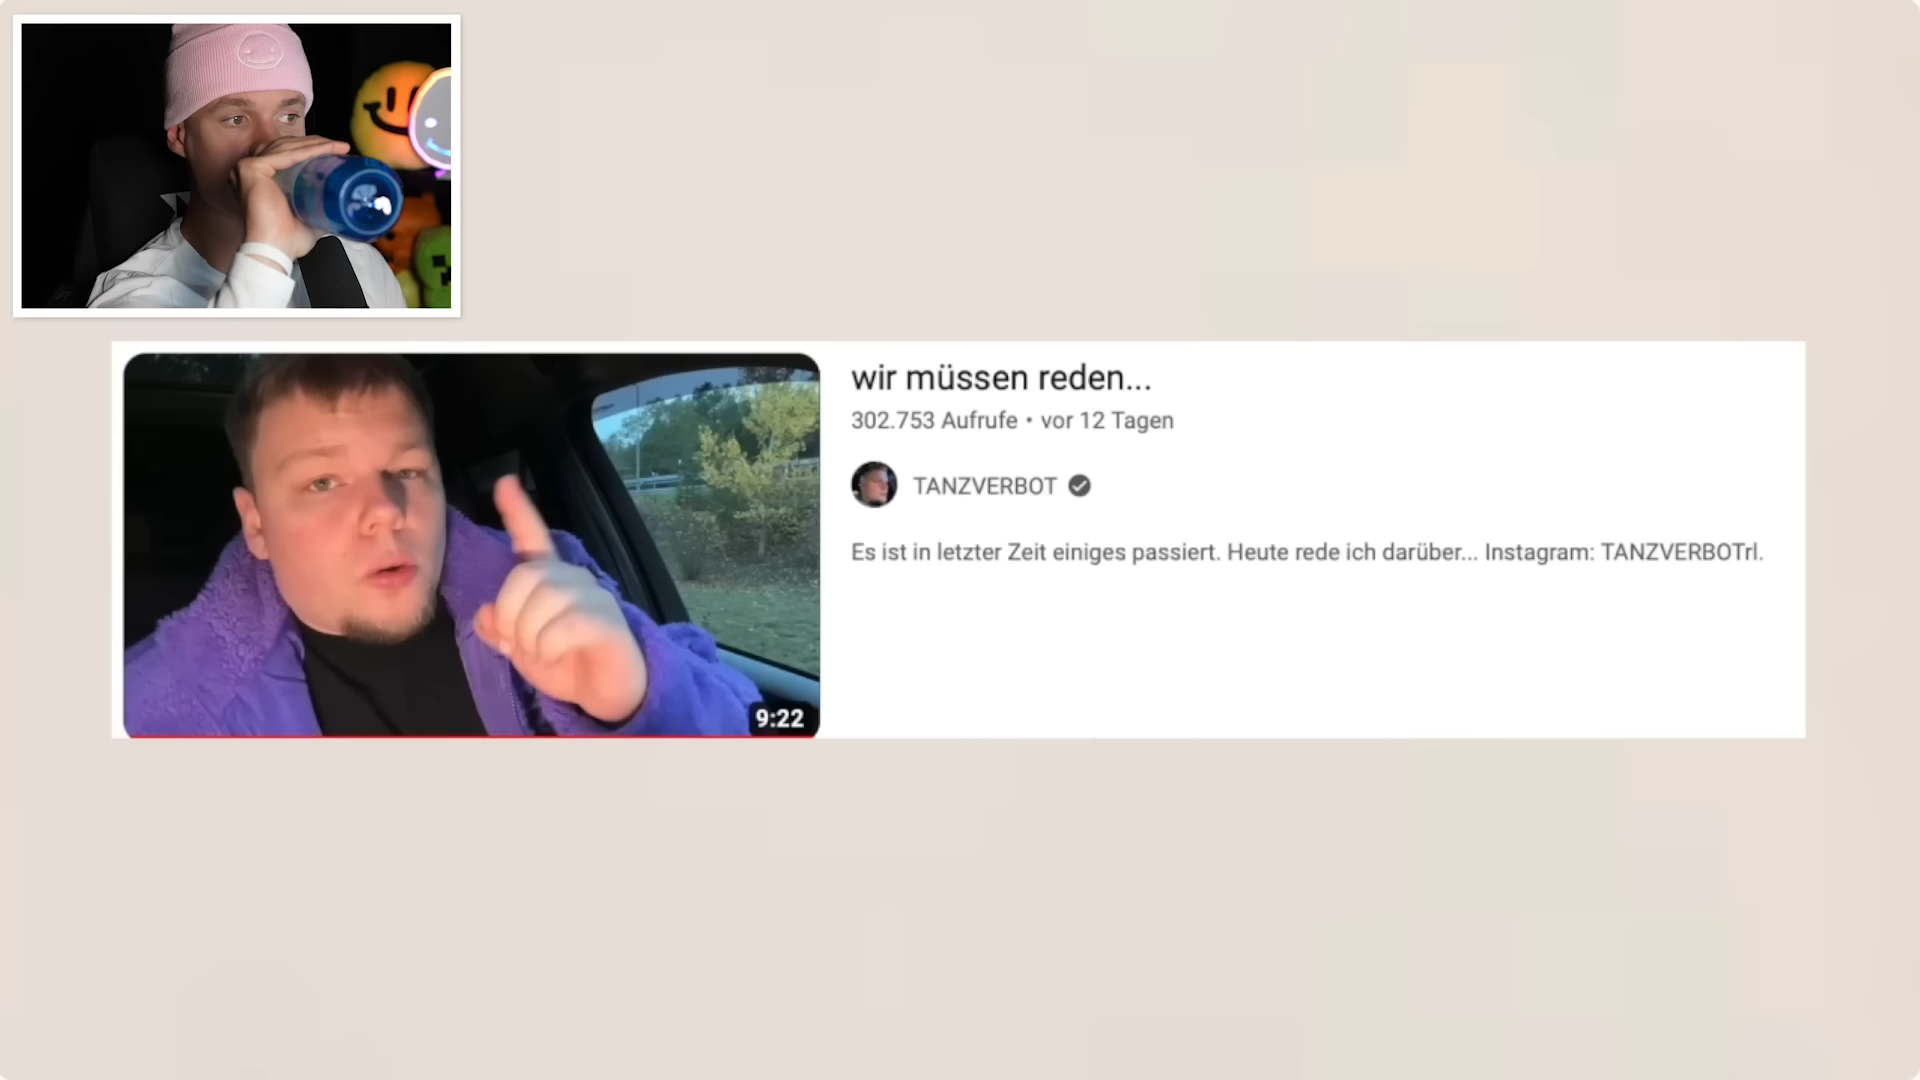 wir müssen reden...
302.753 Aufrufe • vor 12 Tagen
TANZVERBOT
Es ist in letzter Zeit einiges passiert. Heute rede ich darüber... Instagram: TANZVERBOTrl.
9:22